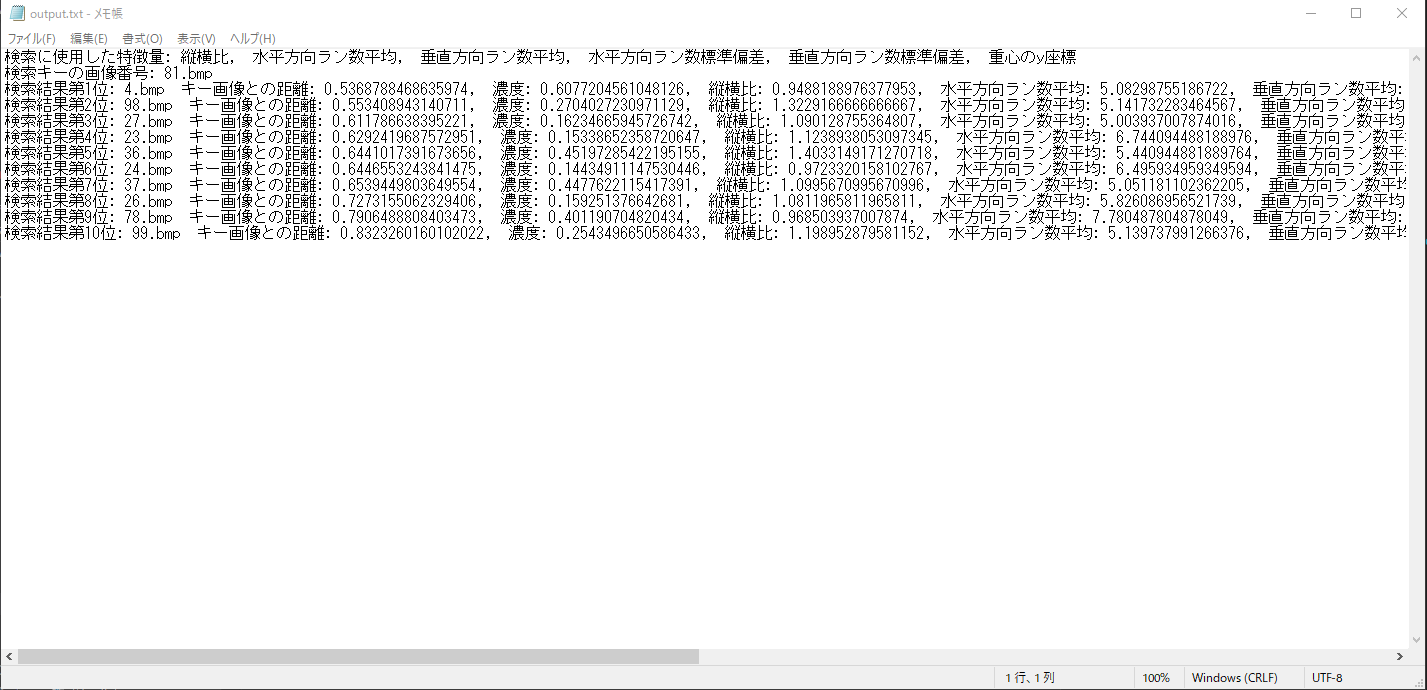 output.txt - メモ帳
ファイル(F) 編集(E) 書式(O) 表示(V) ヘルプ(H)
検索に使用した特徴量: 縦横比, 水平方向ラン数平均, 垂直方向ラン数平均, 水平方向ラン数標準偏差, 垂直方向ラン数標準偏差, 重心のy座標
検索キーの画像番号: 81.bmp
検索結果第1位: 4.bmp キー画像との距離: 0.5368788468635974, 濃度: 0.6077204561048126, 縦横比: 0.9488188976377953, 水平方向ラン数平均: 5.08298755186722, 垂直方向ラン数平均:
検索結果第2位: 98.bmp キー画像との距離: 0.553408943140711, 濃度: 0.2704027230971129, 縦横比: 1.3229166666666667, 水平方向ラン数平均: 5.141732283464567, 垂直方向ラン数平均:
検索結果第3位: 27.bmp キー画像との距離: 0.611786638395221, 濃度: 0.16234665945726742, 縦横比: 1.090128755364807, 水平方向ラン数平均: 5.003937007874016, 垂直方向ラン数平均:
検索結果第4位: 23.bmp キー画像との距離: 0.6292419687572951, 濃度: 0.15338652358720647, 縦横比: 1.1238938053097345, 水平方向ラン数平均: 6.744094488188976, 垂直方向ラン数平
検索結果第5位: 36.bmp キー画像との距離: 0.6441017391673656, 濃度: 0.45197285422195155, 縦横比: 1.4033149171270718, 水平方向ラン数平均: 5.440944881889764, 垂直方向ラン数平
検索結果第6位: 24.bmp キー画像との距離: 0.6446553243841475, 濃度: 0.14434911147530446, 縦横比: 0.9723320158102767, 水平方向ラン数平均: 6.495934959349594, 垂直方向ラン数平
検索結果第7位: 37.bmp キー画像との距離: 0.6539449803649554, 濃度: 0.4477622115417391, 縦横比: 1.0995670995670996, 水平方向ラン数平均: 5.051181102362205, 垂直方向ラン数平
検索結果第8位: 26.bmp キー画像との距離: 0.7273155062329406, 濃度: 0.159251376642681, 縦横比: 1.0811965811965811, 水平方向ラン数平均: 5.826086956521739, 垂直方向ラン数平均:
検索結果第9位: 78.bmp キー画像との距離: 0.7906488808403473, 濃度: 0.401190704820434, 縦横比: 0.968503937007874, 水平方向ラン数平均: 7.780487804878049, 垂直方向ラン数平均:
検索結果第10位: 99.bmp キー画像との距離: 0.8323260160102022, 濃度: 0.2543496650586433, 縦横比: 1.198952879581152, 水平方向ラン数平均: 5.139737991266376, 垂直方向ラン数平
1行、1列 100% Windows (CRLF) UTF-8